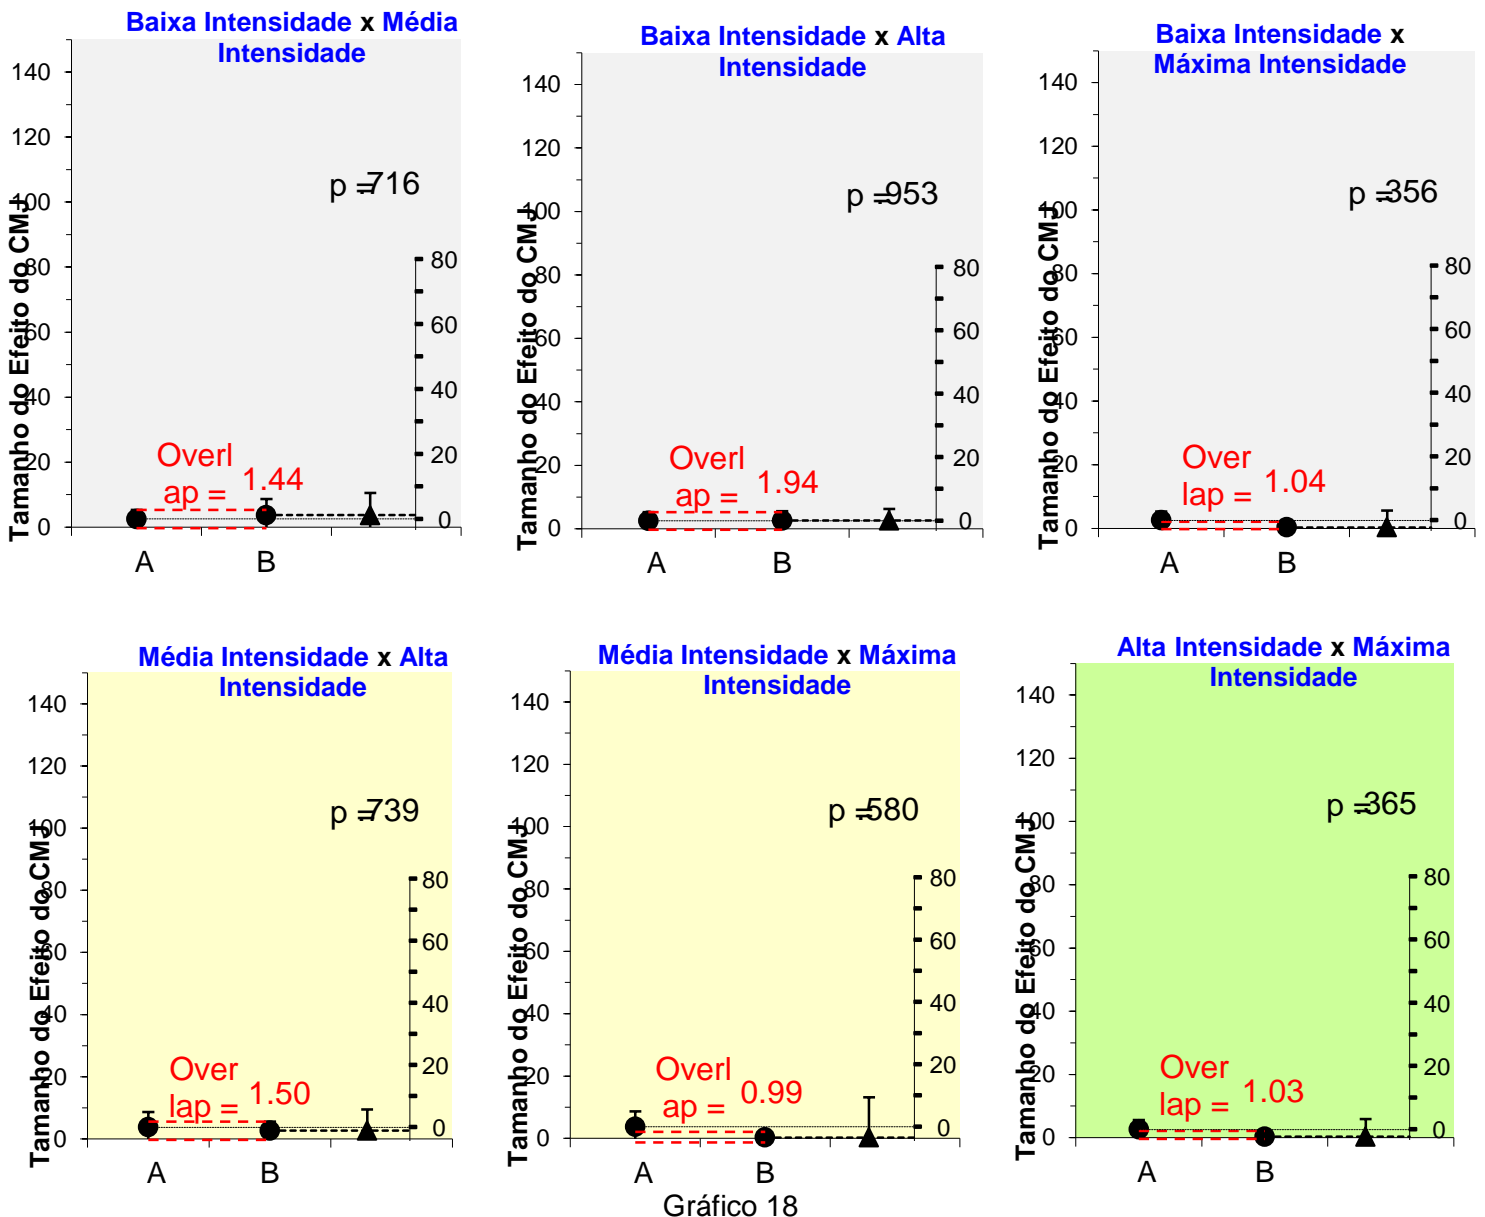 Baixa Intensidade x Média
Intensidade
140
120
100
80
60
40
20
0
Tamanho do Efeito do CMJ
p =.716
80
60
40
20
0
Overl
ap = 1.44
A B
Baixa Intensidade x Alta
Intensidade
140
120
100
80
60
40
20
0
Tamanho do Efeito do CMJ
p =.953
80
60
40
20
0
Overl
ap = 1.94
A B
Baixa Intensidade x
Máxima Intensidade
140
120
100
80
60
40
20
0
Tamanho do Efeito do CMJ
p =.356
80
60
40
20
0
Over
lap = 1.04
A B
Média Intensidade x Alta
Intensidade
140
120
100
80
60
40
20
0
Tamanho do Efeito do CMJ
p =.739
80
60
40
20
0
Over
lap = 1.50
A B
Média Intensidade x Máxima
Intensidade
140
120
100
80
60
40
20
0
Tamanho do Efeito do CMJ
p =.580
80
60
40
20
0
Overl
ap = 0.99
A B
Alta Intensidade x Máxima
Intensidade
140
120
100
80
60
40
20
0
Tamanho do Efeito do CMJ
p =.365
80
60
40
20
0
Over
lap = 1.03
A B
Gráfico 18